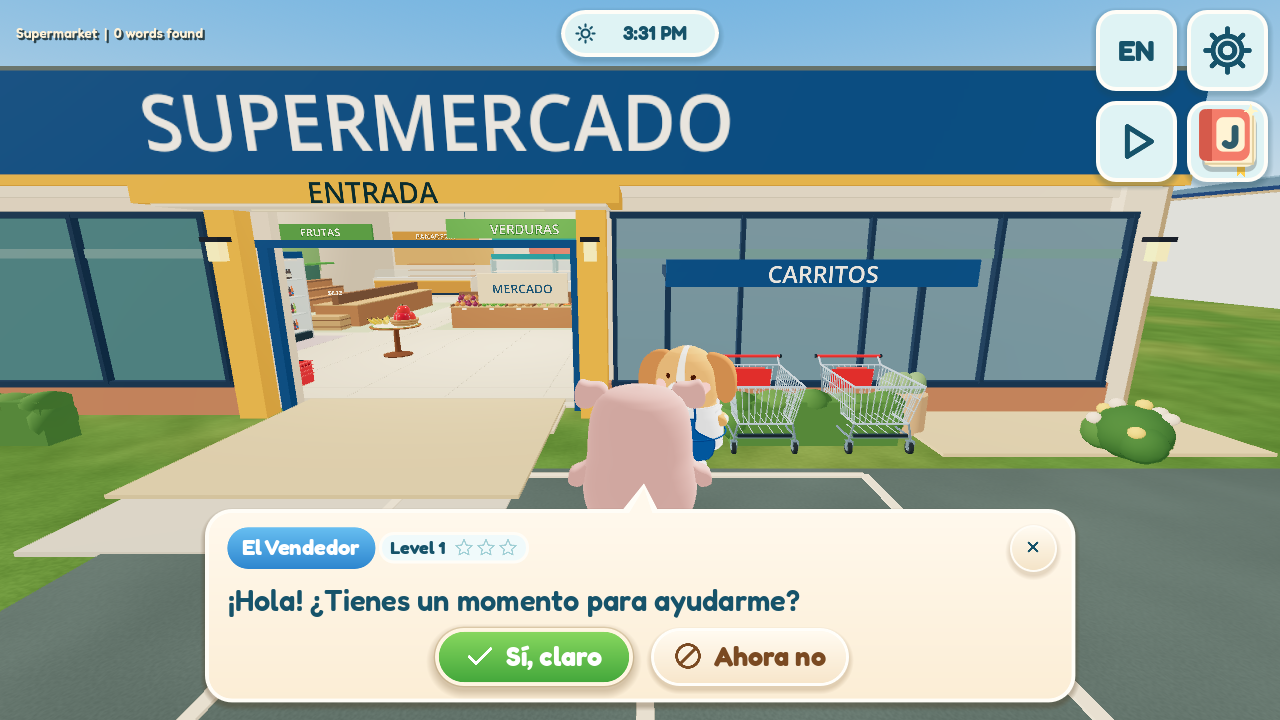 Supermarket | 0 words found
3:31 PM
EN
J
SUPERMERCADO
ENTRADA
FRUTAS
VERDURAS
MERCADO
CARRITOS
El Vendedor
Level 1
¡Hola! ¿Tienes un momento para ayudarme?
Sí, claro
Ahora no